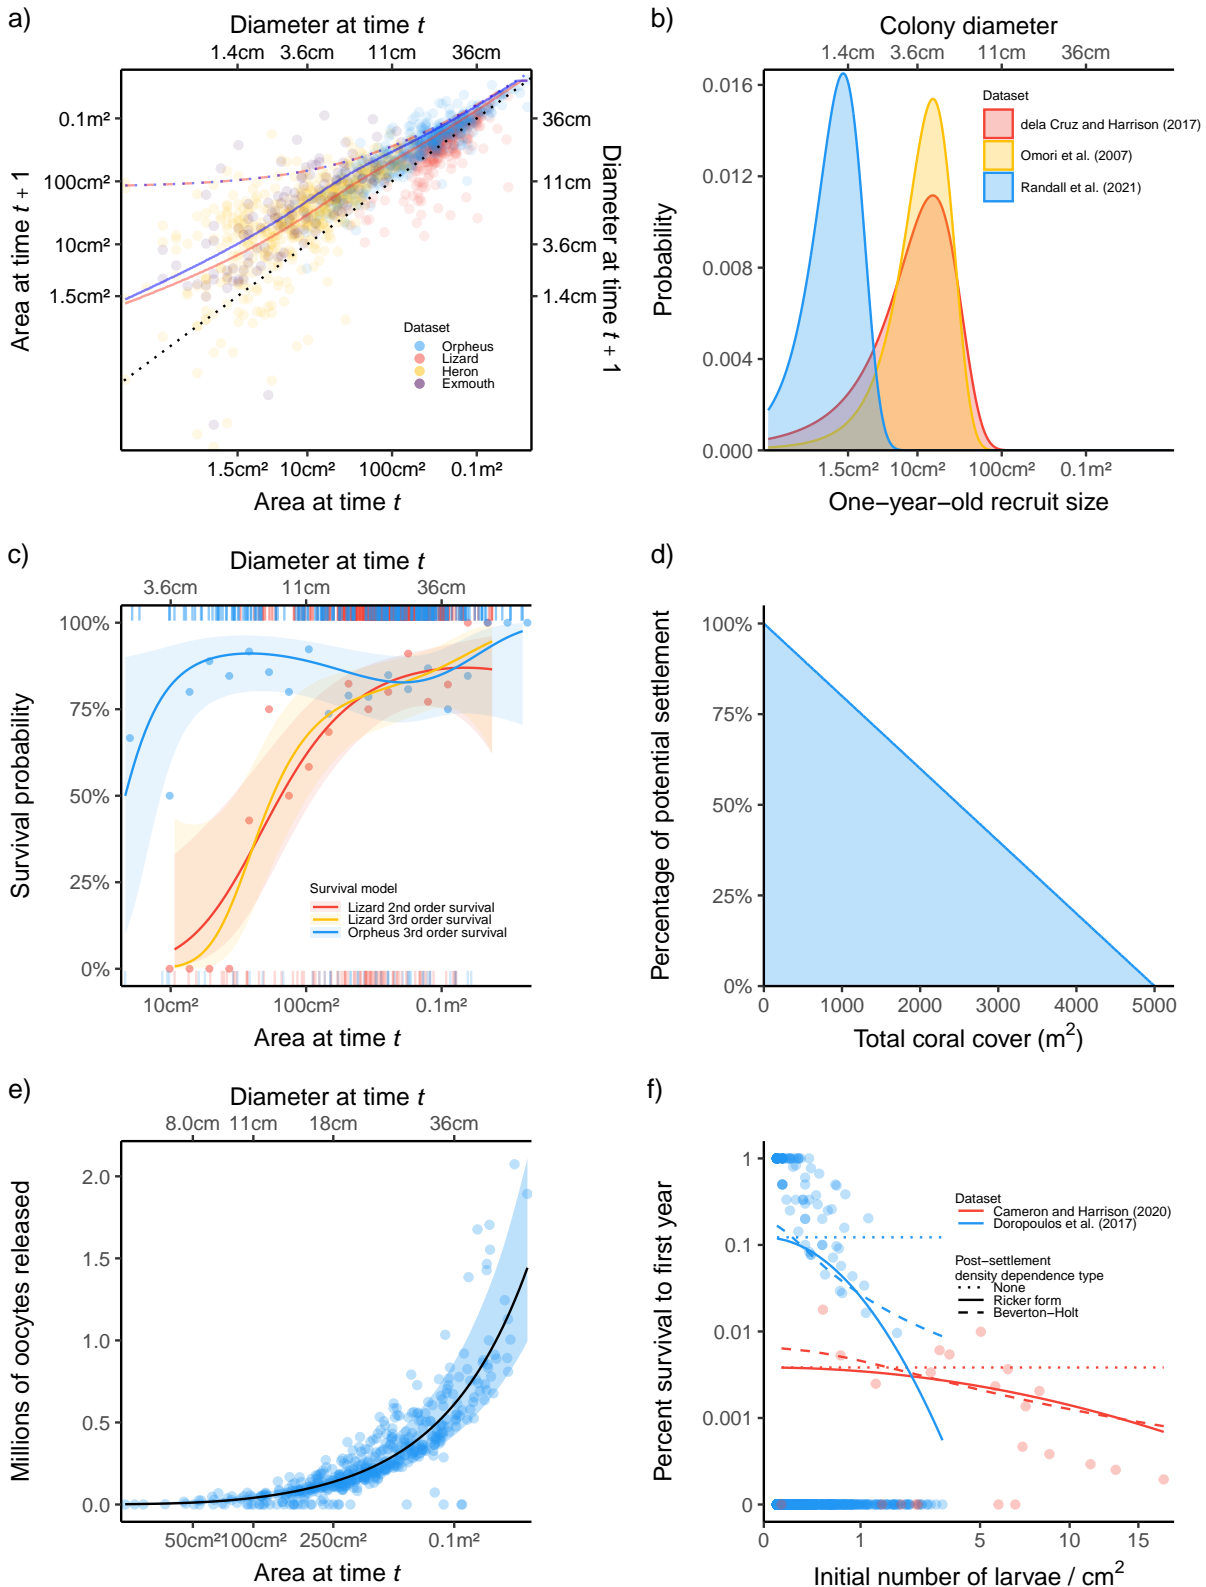 a)
Diameter at time t
1.4cm 3.6cm 11cm 36cm
Area at time t + 1
0.1m²
100cm²
10cm²
1.5cm²
36cm
11cm
3.6cm
1.4cm
Diameter at time t + 1
Dataset
Orpheus
Lizard
Heron
Exmouth
1.5cm² 10cm² 100cm² 0.1m²
Area at time t
b)
Colony diameter
1.4cm 3.6cm 11cm 36cm
Probability
0.016
0.012
0.008
0.004
0.000
Dataset
dela Cruz and Harrison (2017)
Omori et al. (2007)
Randall et al. (2021)
1.5cm² 10cm² 100cm² 0.1m²
One−year−old recruit size
c)
Diameter at time t
3.6cm 11cm 36cm
Survival probability
100%
75%
50%
25%
0%
Survival model
Lizard 2nd order survival
Lizard 3rd order survival
Orpheus 3rd order survival
10cm² 100cm² 0.1m²
Area at time t
d)
Percentage of potential settlement
100%
75%
50%
25%
0%
0 1000 2000 3000 4000 5000
Total coral cover (m²)
e)
Diameter at time t
8.0cm 11cm 18cm 36cm
Millions of oocytes released
2.0
1.5
1.0
0.5
0.0
50cm² 100cm² 250cm² 0.1m²
Area at time t
f)
Percent survival to first year
1
0.1
0.01
0.001
0
Dataset
Cameron and Harrison (2020)
Doropoulos et al. (2017)
Post−settlement
density dependence type
None
Ricker form
Beverton−Holt
0 1 5 10 15
Initial number of larvae / cm²